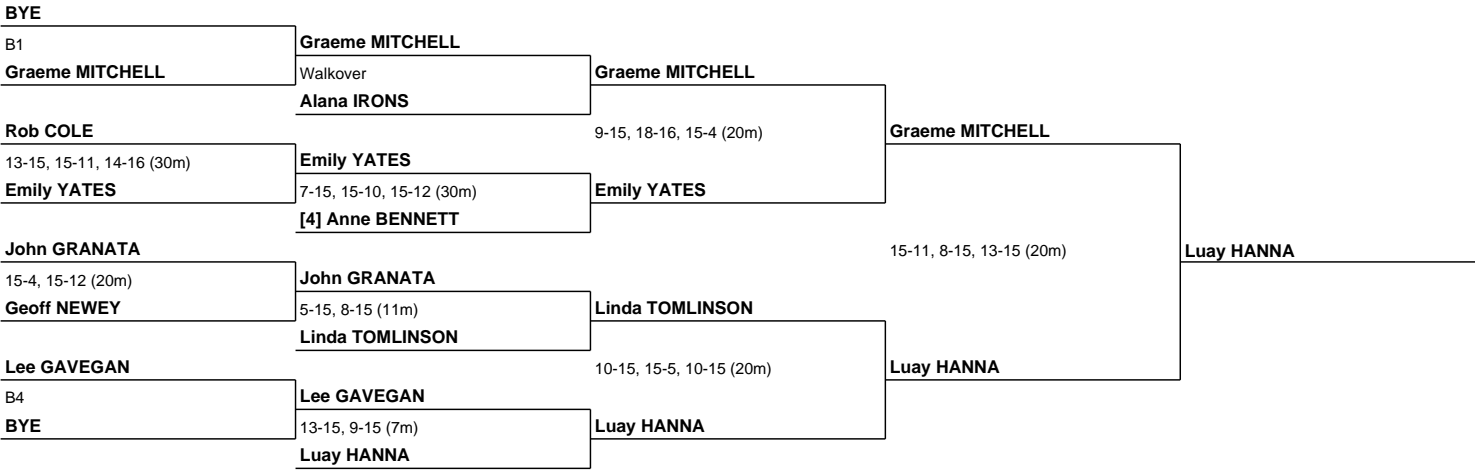 BYE
B1
Graeme MITCHELL
Graeme MITCHELL
Walkover
Graeme MITCHELL
Alana IRONS
Rob COLE
9-15, 18-16, 15-4 (20m)
Graeme MITCHELL
13-15, 15-11, 14-16 (30m)
Emily YATES
Emily YATES
7-15, 15-10, 15-12 (30m)
Emily YATES
[4] Anne BENNETT
John GRANATA
15-11, 8-15, 13-15 (20m)
Luay HANNA
15-4, 15-12 (20m)
John GRANATA
Geoff NEWEY
5-15, 8-15 (11m)
Linda TOMLINSON
Linda TOMLINSON
Lee GAVEGAN
10-15, 15-5, 10-15 (20m)
Luay HANNA
B4
Lee GAVEGAN
BYE
13-15, 9-15 (7m)
Luay HANNA
Luay HANNA